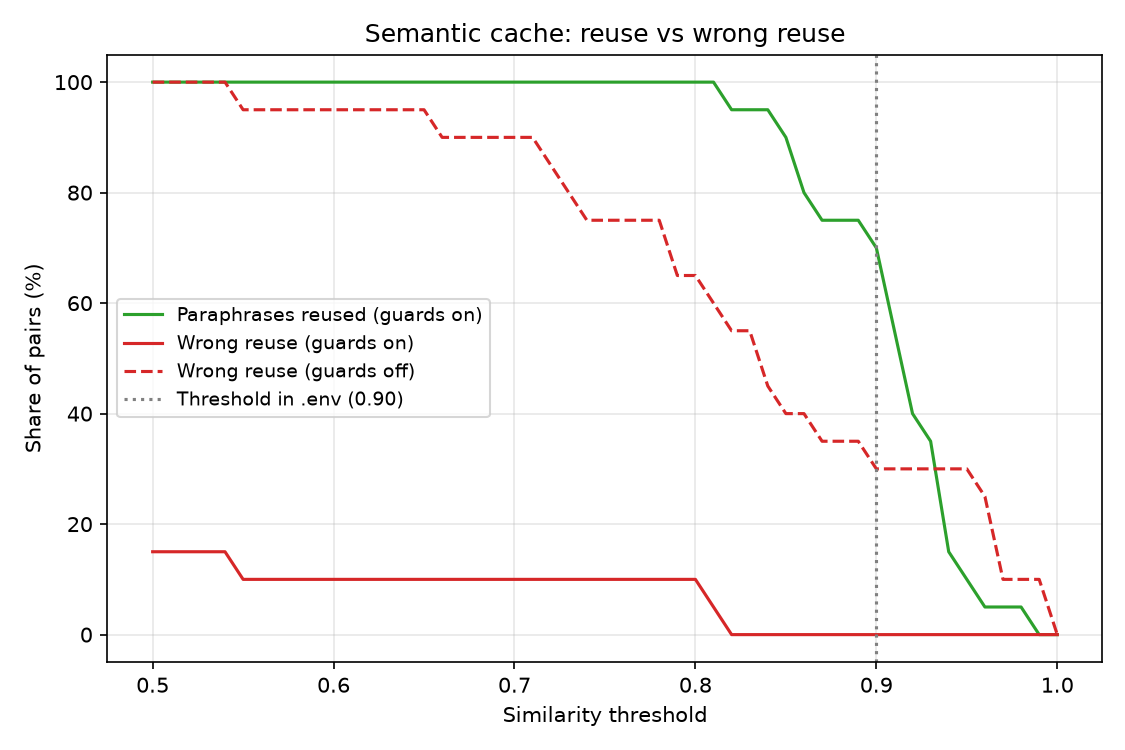 Semantic cache: reuse vs wrong reuse
100
80
60
40
20
0
Share of pairs (%)
Paraphrases reused (guards on)
Wrong reuse (guards on)
Wrong reuse (guards off)
Threshold in .env (0.90)
0.5 0.6 0.7 0.8 0.9 1.0
Similarity threshold